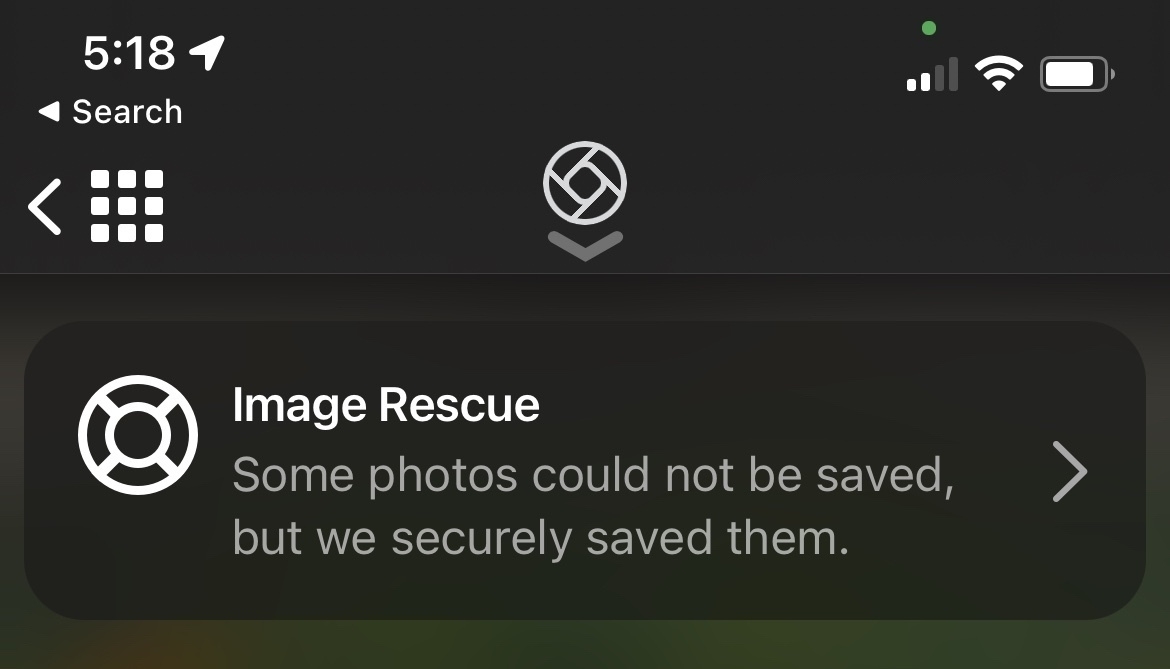 5:18
Search
Image Rescue
Some photos could not be saved,
but we securely saved them.